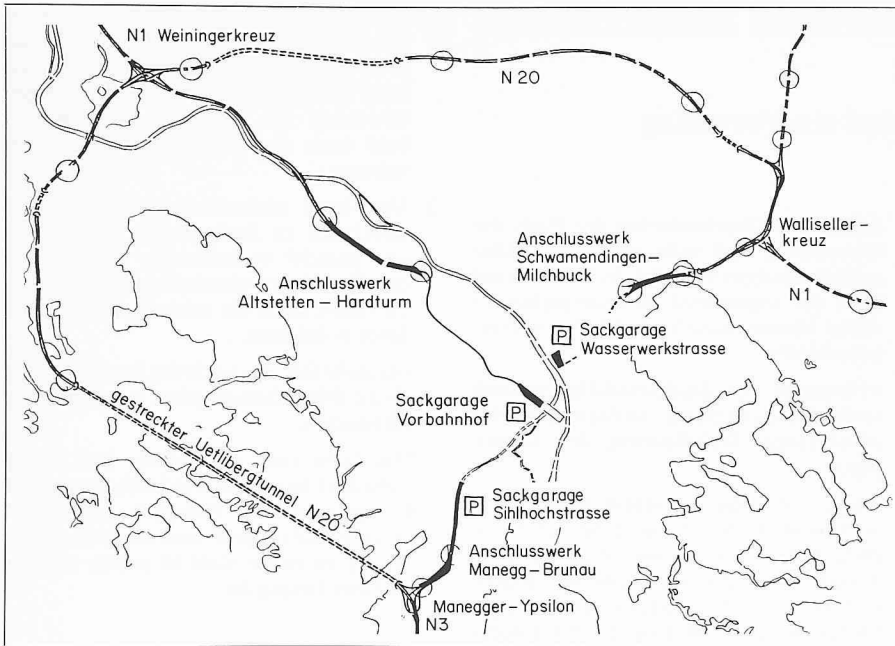 N1 Weiningerkreuz
N 20
Walliseller-
kreuz
Anschlusswerk
Schwamendingen-
Milchbuck
N1
Anschlusswerk
Altstetten – Hardturm
P
Sackgarage
Wasserwerkstrasse
Sackgarage
Vorbahnhof
P
gestreckter Uetlibergtunnel N20
P
Sackgarage
Sihlhochstrasse
Anschlusswerk
Manegg – Brunau
Manegger-Ypsilon
N3